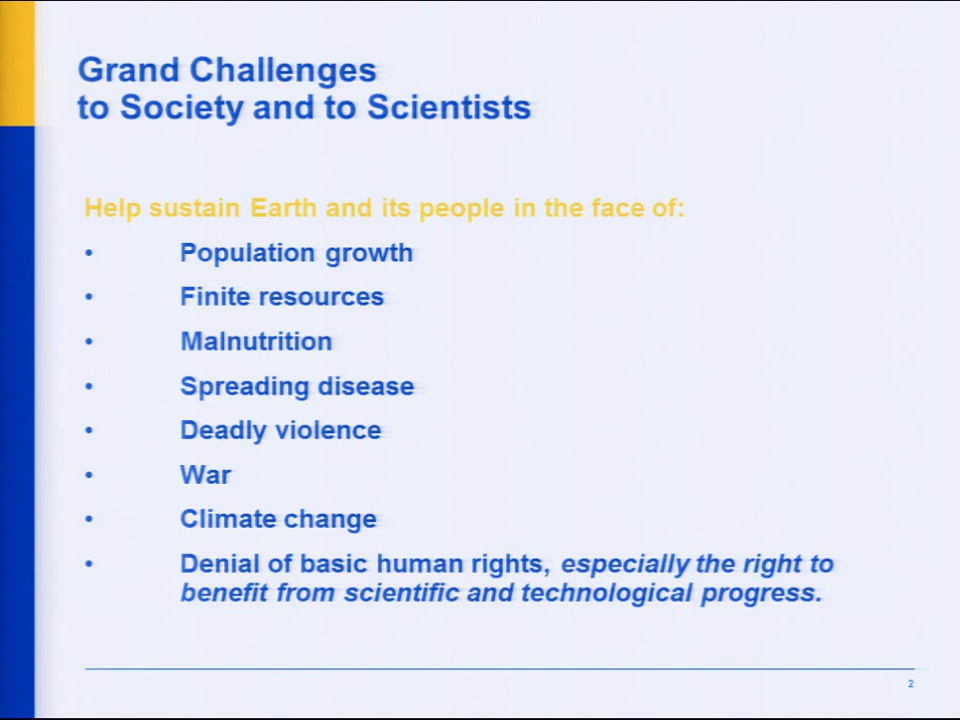 Grand Challenges
to Society and to Scientists
Help sustain Earth and its people in the face of:
• Population growth
• Finite resources
• Malnutrition
• Spreading disease
• Deadly violence
• War
• Climate change
• Denial of basic human rights, especially the right to
benefit from scientific and technological progress.
2